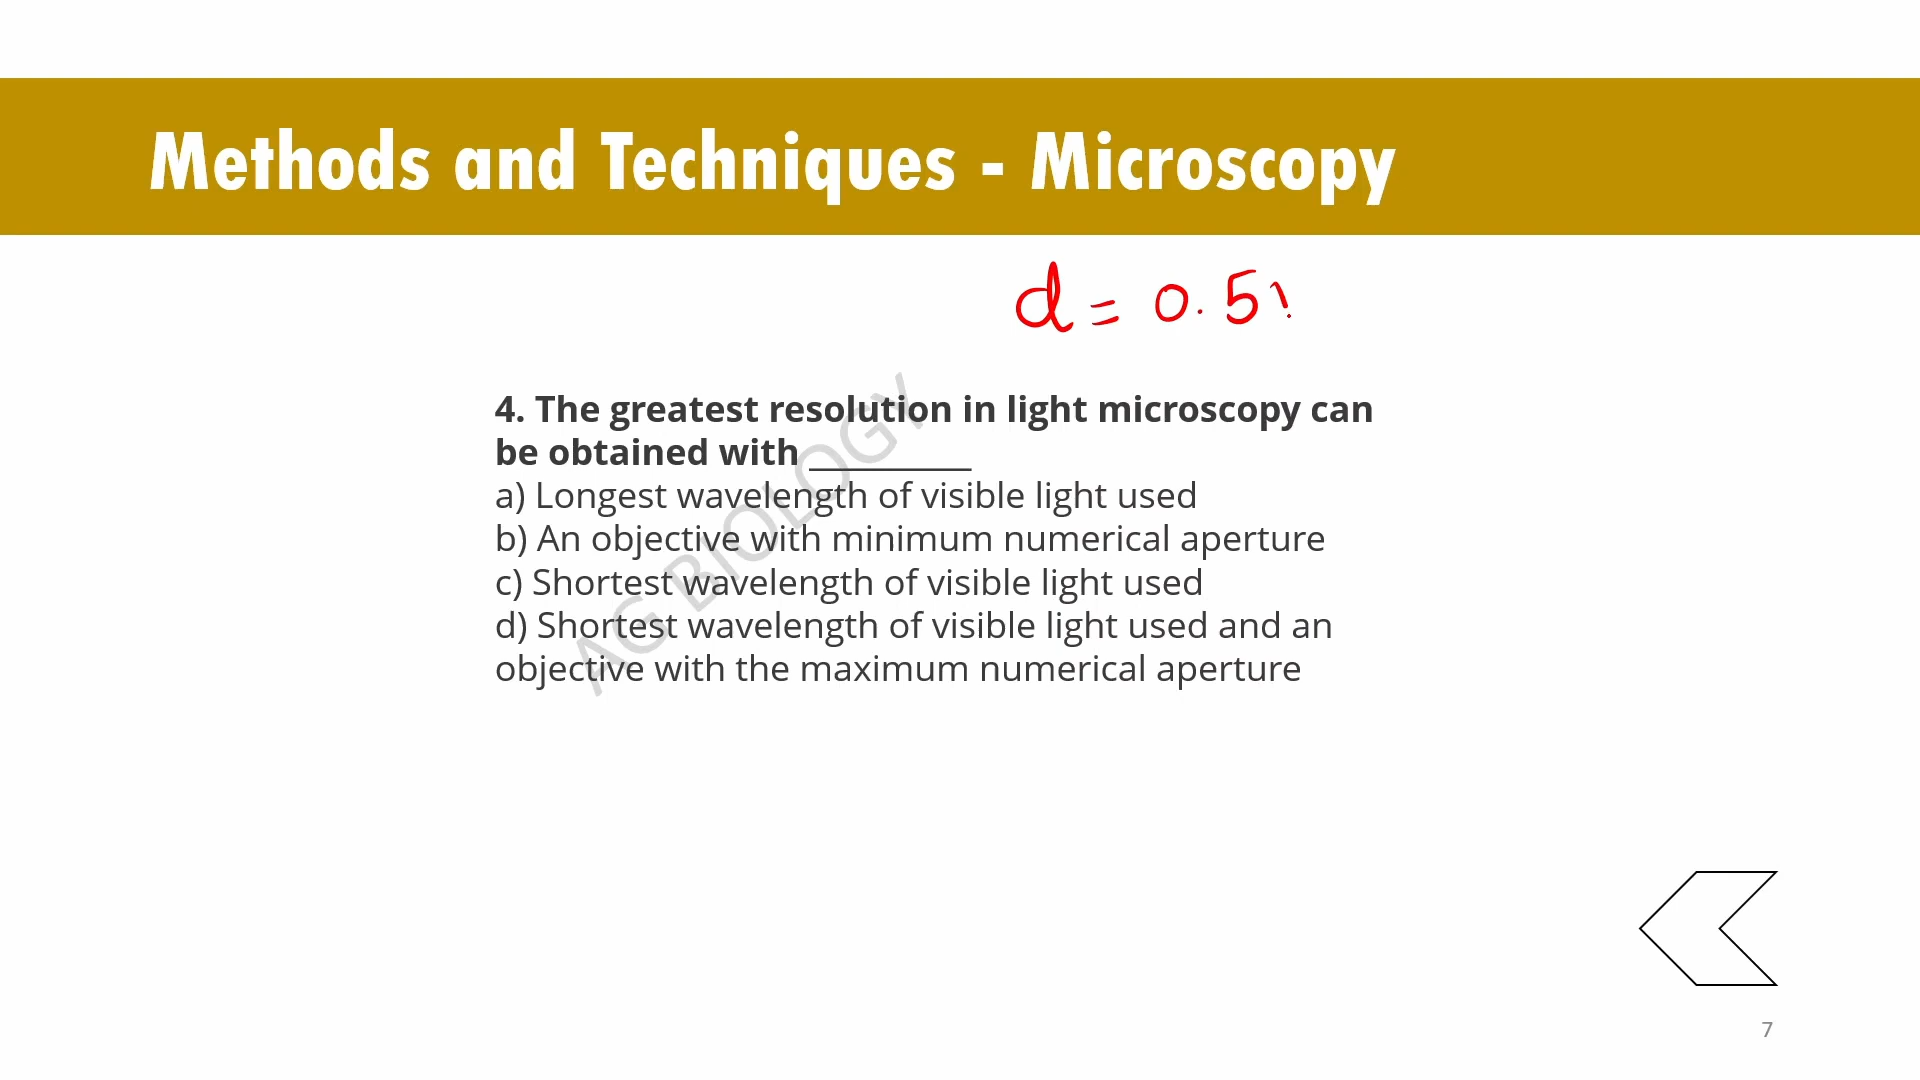 Methods and Techniques - Microscopy
d = 0.5
4. The greatest resolution in light microscopy can
be obtained with __________
a) Longest wavelength of visible light used
b) An objective with minimum numerical aperture
c) Shortest wavelength of visible light used
d) Shortest wavelength of visible light used and an
objective with the maximum numerical aperture
AG BIOLOGY
7